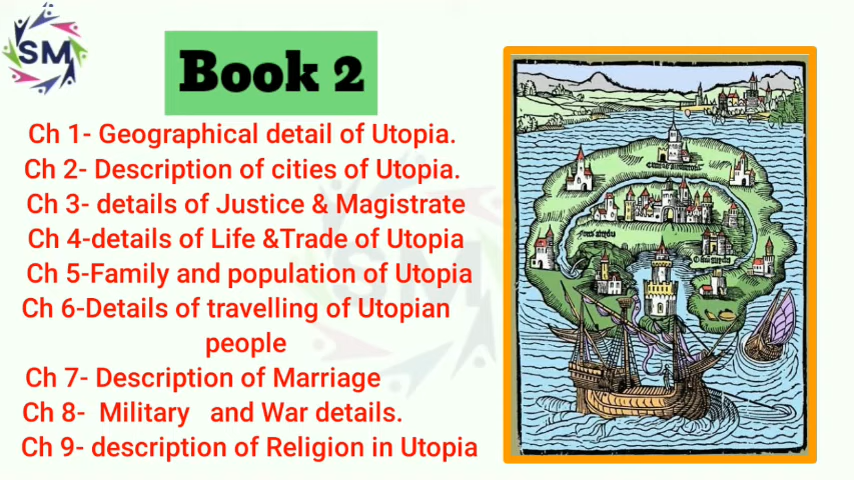 SM
Book 2
Ch 1- Geographical detail of Utopia.
Ch 2- Description of cities of Utopia.
Ch 3- details of Justice & Magistrate
Ch 4-details of Life &Trade of Utopia
Ch 5-Family and population of Utopia
Ch 6-Details of travelling of Utopian
people
Ch 7- Description of Marriage
Ch 8- Military and War details.
Ch 9- description of Religion in Utopia